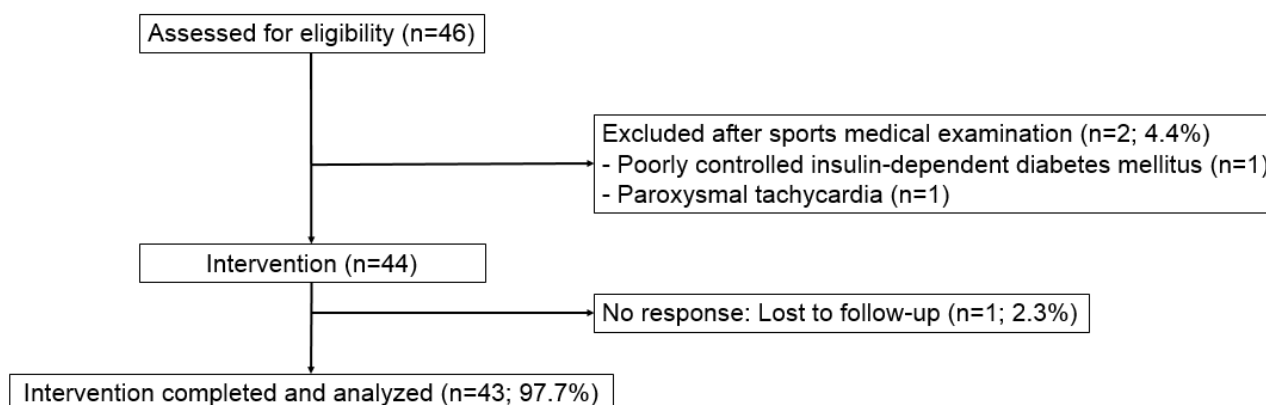 Assessed for eligibility (n=46)
Excluded after sports medical examination (n=2; 4.4%)
- Poorly controlled insulin-dependent diabetes mellitus (n=1)
- Paroxysmal tachycardia (n=1)
Intervention (n=44)
No response: Lost to follow-up (n=1; 2.3%)
Intervention completed and analyzed (n=43; 97.7%)